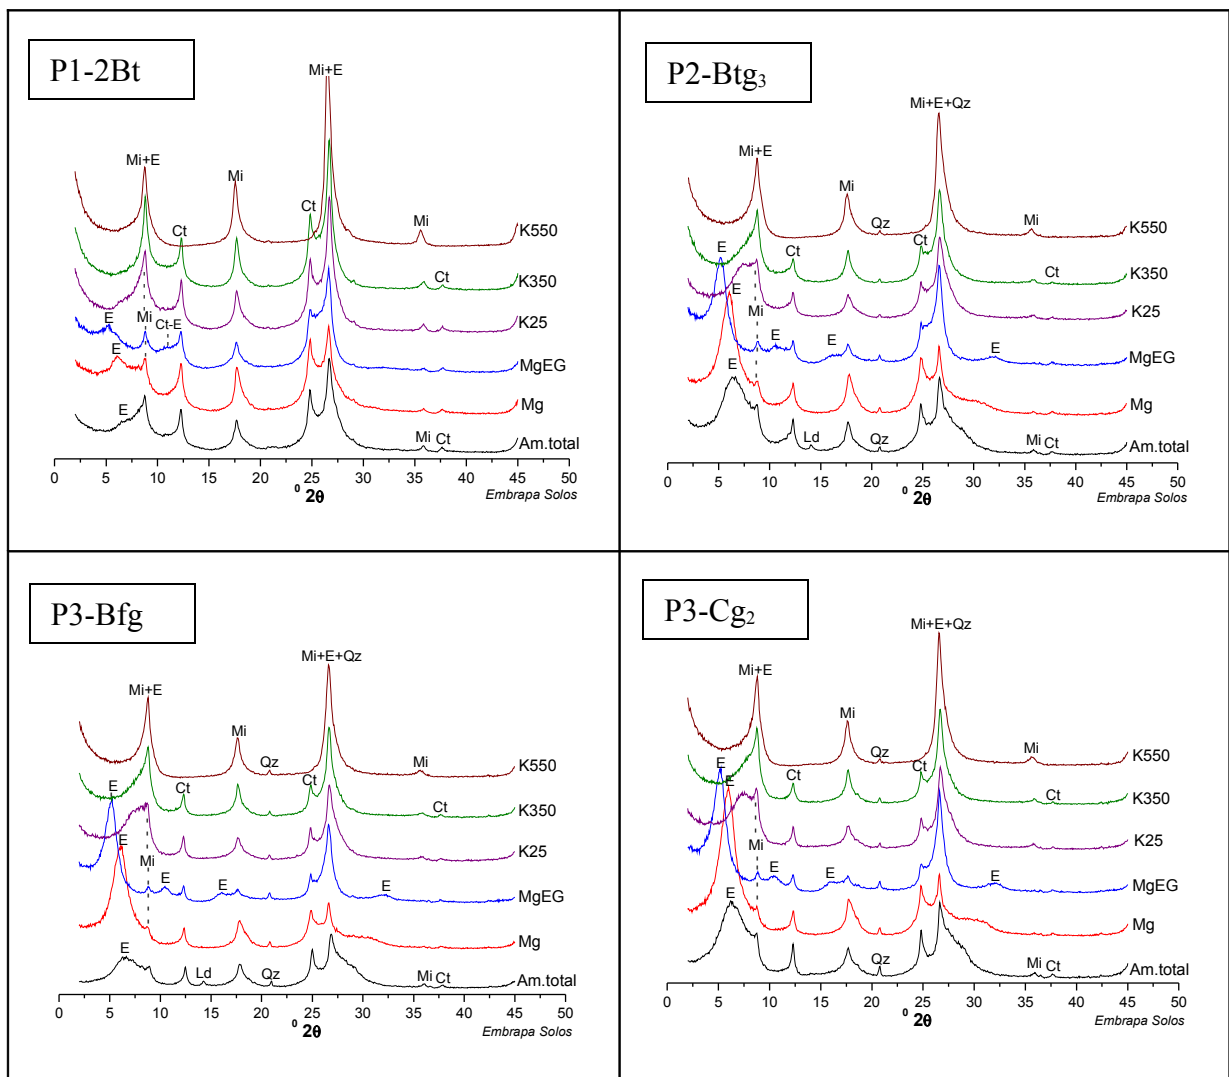 P1-2Bt
Mi+E
Mi+E
Mi
Ct
Ct
Mi
K550
Ct
K350
K25
E
Mi
Ct-E
MgEG
E
Mg
E
Mi
Ct
Am.total
0 5 10 15 20 25 30 35 40 45 50
⁰ 2θ
Embrapa Solos
P2-Btg₃
Mi+E+Qz
Mi+E
Mi
Qz
Mi
K550
E
Ct
Ct
Ct
K350
E
Mi
K25
E
E
E
MgEG
E
Mg
Ld
Qz
Mi
Ct
Am.total
0 5 10 15 20 25 30 35 40 45 50
⁰ 2θ
Embrapa Solos
P3-Bfg
Mi+E+Qz
Mi+E
Mi
Qz
Mi
K550
E
Ct
Ct
Ct
K350
E
Mi
K25
E
E
E
MgEG
E
Mg
Ld
Qz
Mi
Ct
Am.total
0 5 10 15 20 25 30 35 40 45 50
⁰ 2θ
Embrapa Solos
P3-Cg₂
Mi+E+Qz
Mi+E
Mi
Qz
Mi
K550
E
Ct
Ct
Ct
K350
E
Mi
K25
E
E
E
MgEG
E
Mg
Qz
Mi
Ct
Am.total
0 5 10 15 20 25 30 35 40 45 50
⁰ 2θ
Embrapa Solos